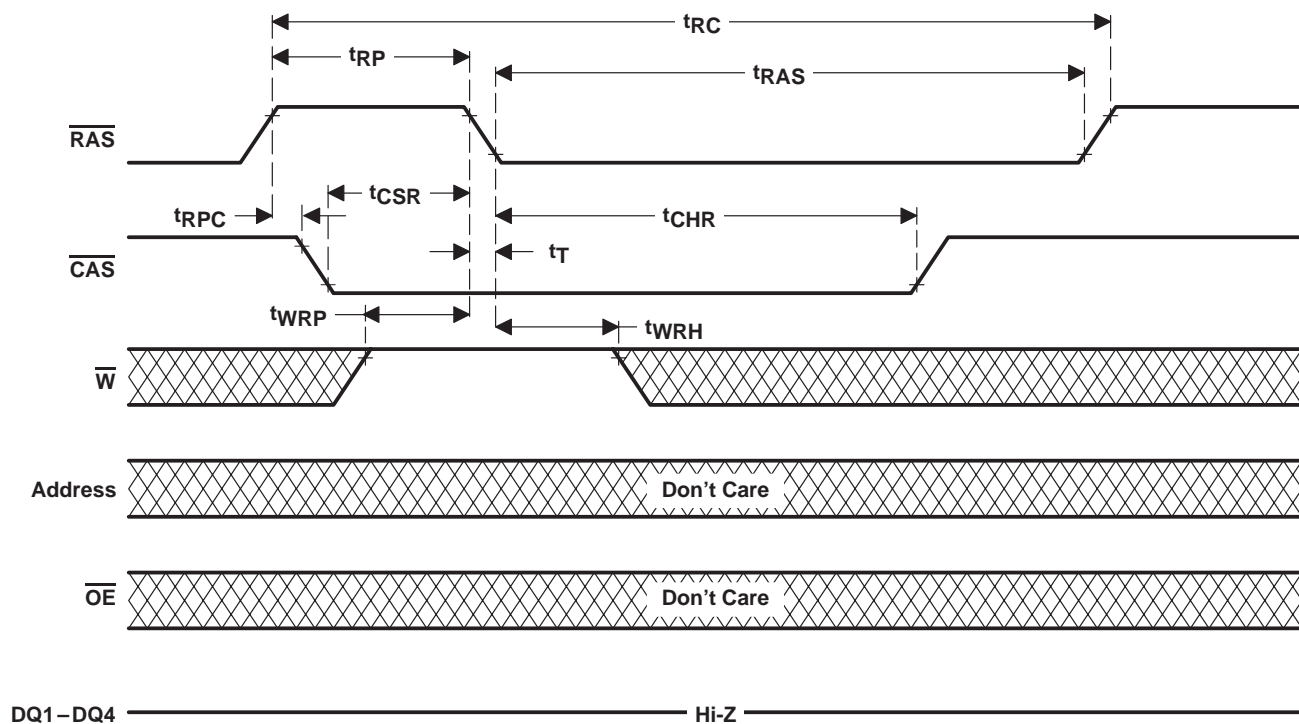 tRC
tRP
tRAS
RAS
tCSR
tRPC
tCHR
CAS
tT
tWRP
tWRH
W
Address
Don't Care
OE
Don't Care
DQ1–DQ4
Hi-Z